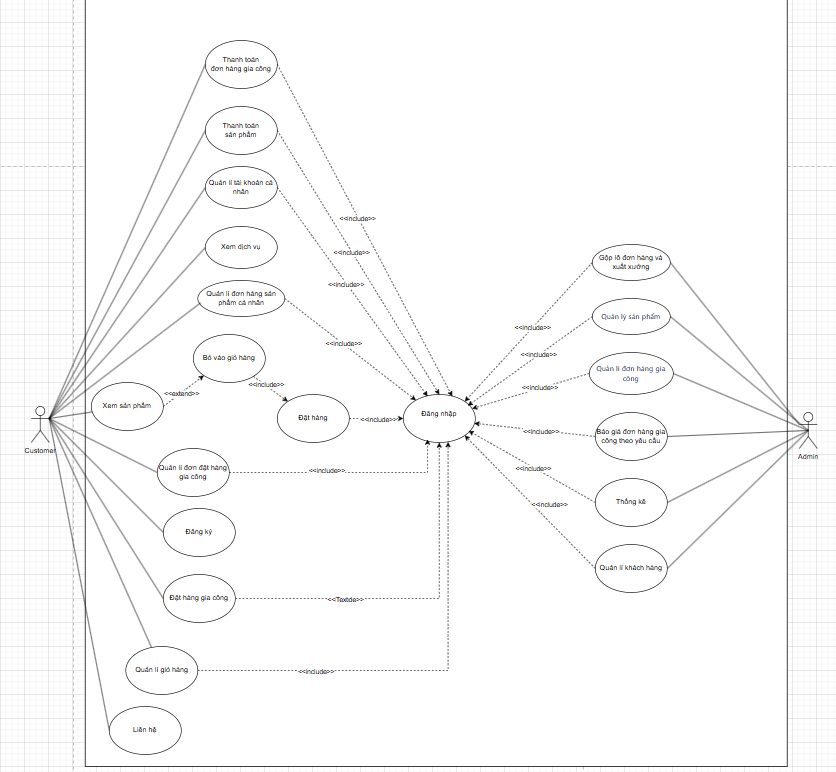 Thanh toán
đơn hàng gia công
Thanh toán
sản phẩm
Quản lí tài khoản cá
nhân
<<include>>
Xem dịch vụ
<<include>>
Gộp lô đơn hàng và
xuất xưởng
<<include>>
Quản lí đơn hàng sản
phẩm cá nhân
Quản lý sản phẩm
<<include>>
<<include>>
Bỏ vào giỏ hàng
<<include>>
Quản lí đơn hàng gia
công
<<include>>
<<include>>
<<extend>>
Xem sản phẩm
Đặt hàng
<<include>>
Đăng nhập
Customer
<<include>>
Báo giá đơn hàng gia
công theo yêu cầu
Admin
Quản lí đơn đặt hàng
gia công
<<include>>
<<include>>
Thống kê
<<include>>
Đăng ký
Quản lí khách hàng
Đặt hàng gia công
<<Textde>>
Quản lí giỏ hàng
<<include>>
Liên hệ